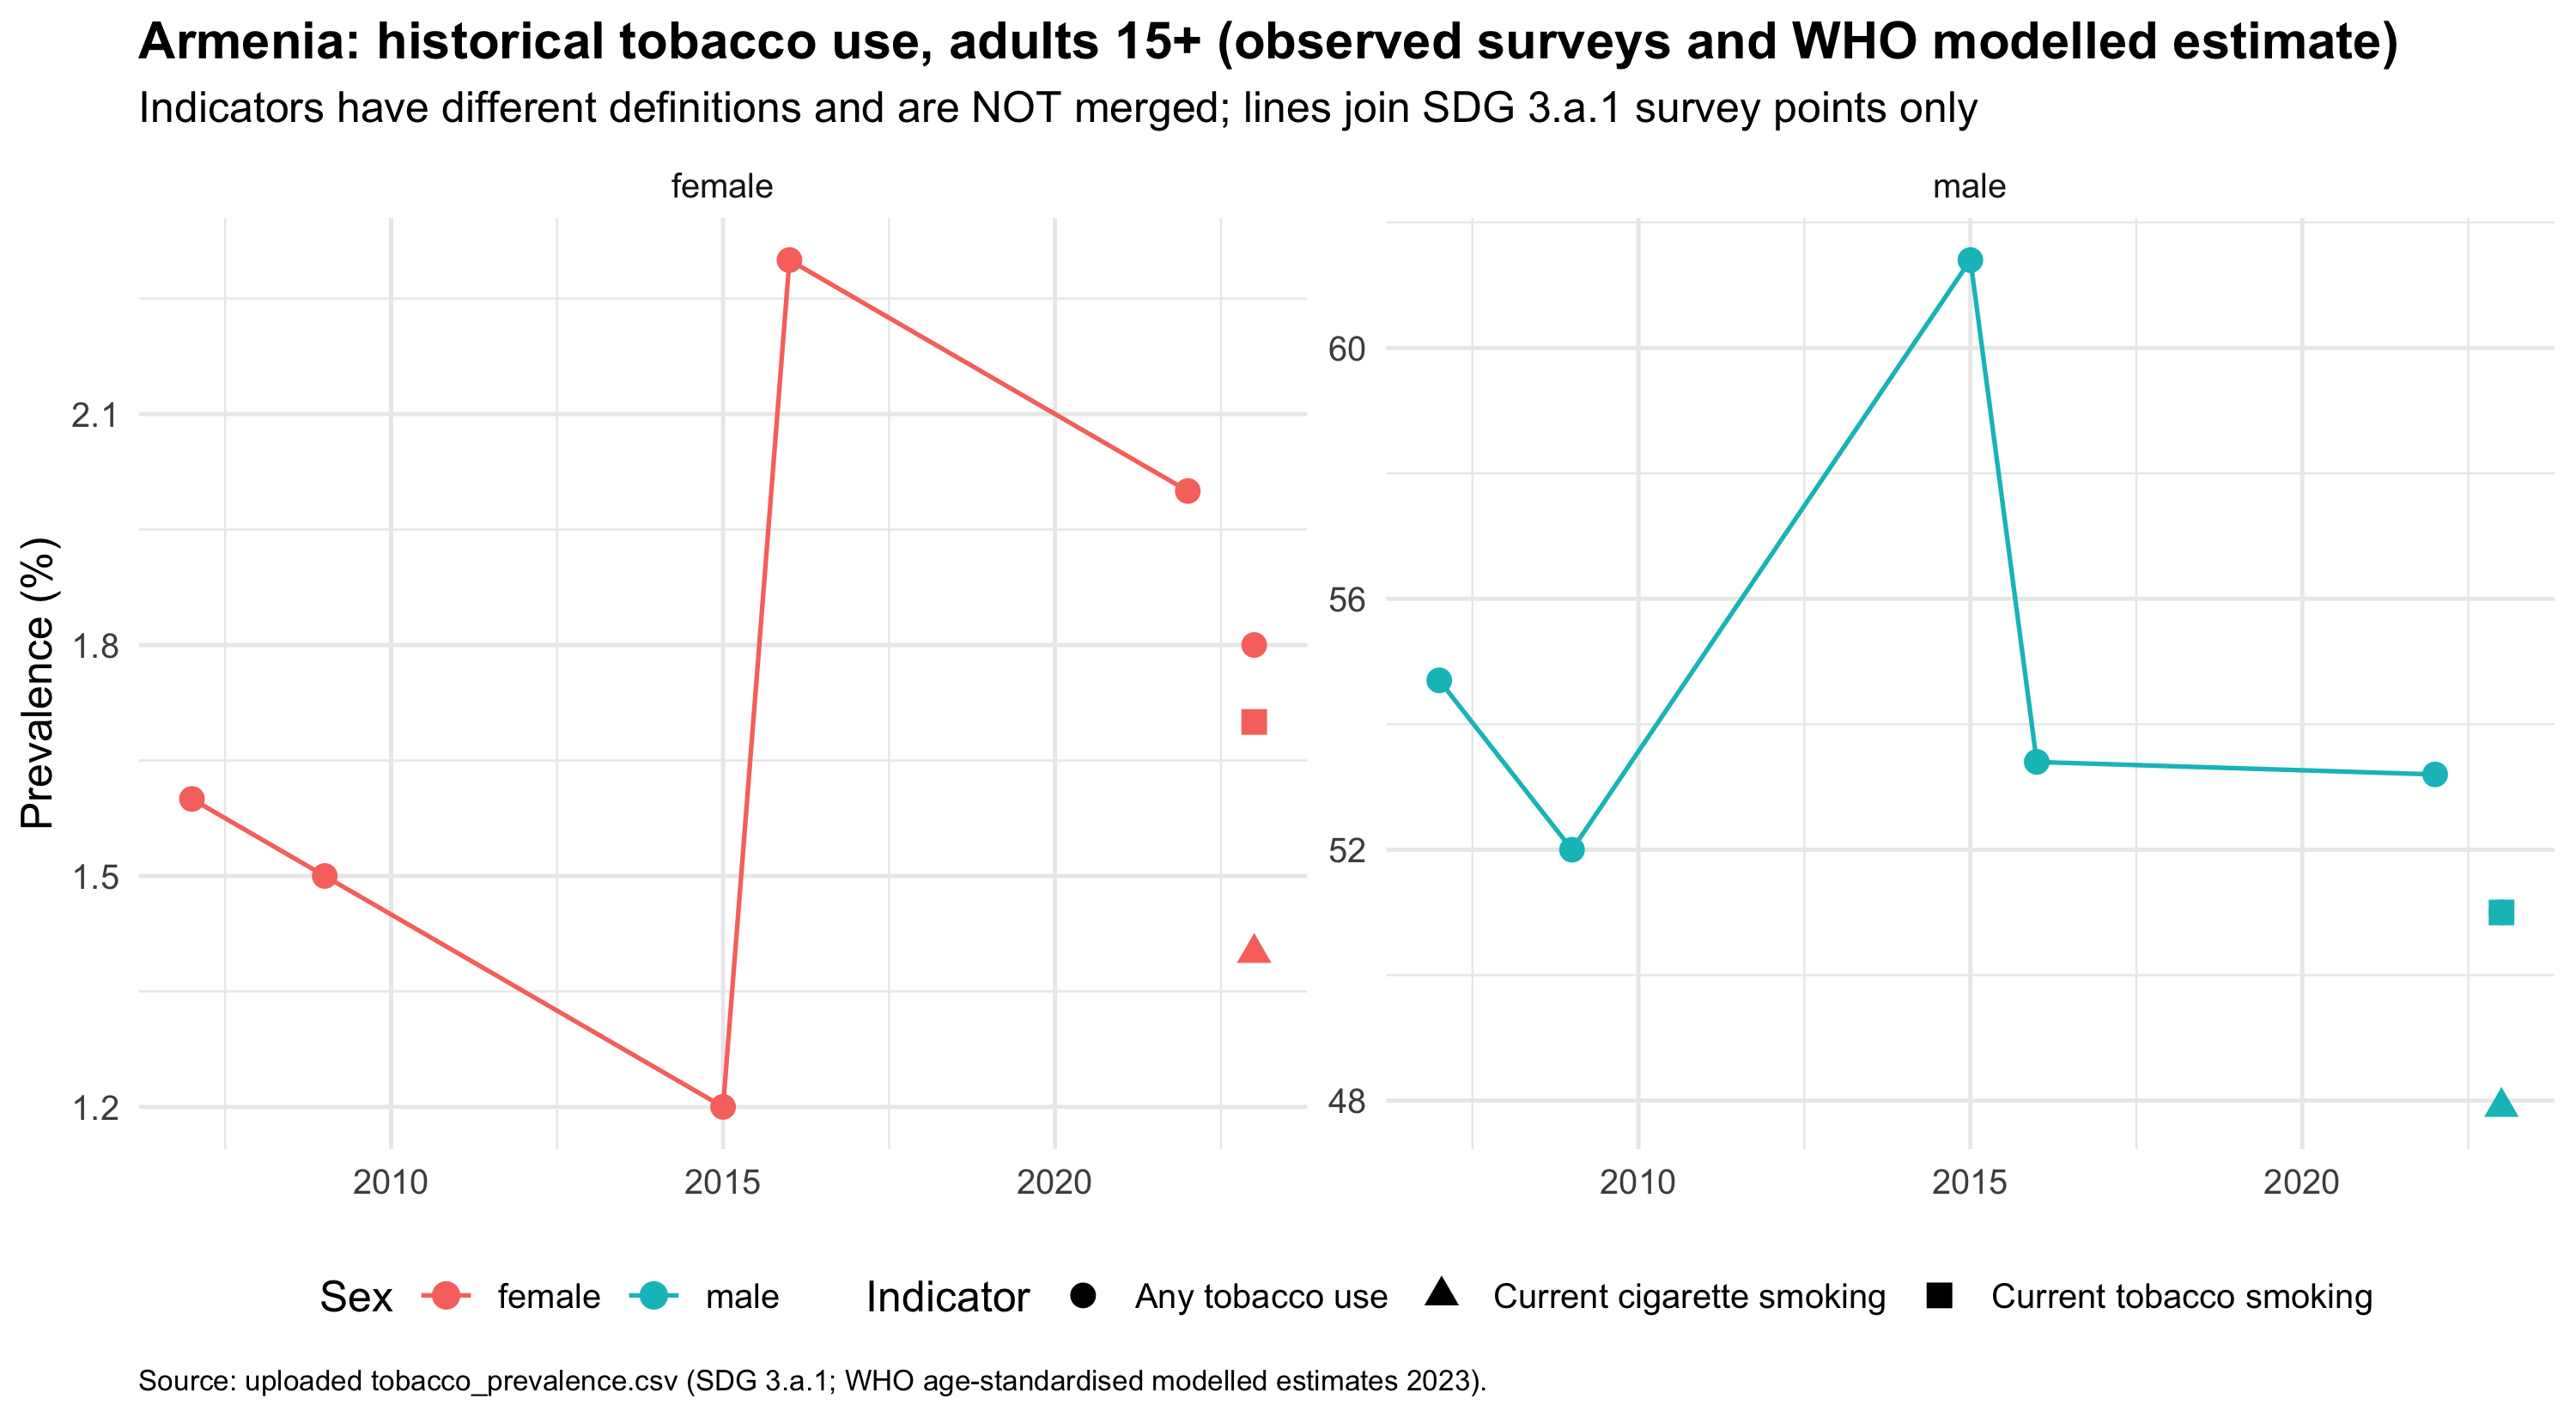 Armenia: historical tobacco use, adults 15+ (observed surveys and WHO modelled estimate)
Indicators have different definitions and are NOT merged; lines join SDG 3.a.1 survey points only
female
male
Prevalence (%)
2.1
1.8
1.5
1.2
60
56
52
48
2010
2015
2020
2010
2015
2020
Sex female male Indicator Any tobacco use Current cigarette smoking Current tobacco smoking
Source: uploaded tobacco_prevalence.csv (SDG 3.a.1; WHO age-standardised modelled estimates 2023).